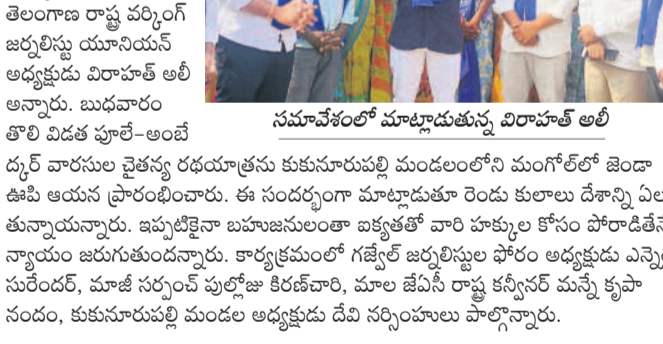 తెలంగాణ రాష్ట్ర వర్కింగ్
జర్నలిస్టు యూనియన్
అధ్యక్షుడు విరాహత్ అలీ
అన్నారు. బుధవారం
తొలి విడత పూలే-అంబే
సమావేశంలో మాట్లాడుతున్న విరాహత్ అలీ
ద్కర్ వారసుల చైతన్య రథయాత్రను కుకునూరుపల్లి మండలంలోని మంగోల్‌లో జెండా
ఊపి ఆయన ప్రారంభించారు. ఈ సందర్భంగా మాట్లాడుతూ రెండు కులాలు దేశాన్ని ఏల
తున్నాయన్నారు. ఇప్పటికైనా బహుజనులంతా ఐక్యతతో వారి హక్కుల కోసం పోరాడితేనే
న్యాయం జరుగుతుందన్నారు. కార్యక్రమంలో గజ్వేల్ జర్నలిస్టుల ఫోరం అధ్యక్షుడు ఎన్నెల
సురేందర్, మాజీ సర్పంచ్ పుల్లోజు కిరణ్‌చారి, మాల జేఏసీ రాష్ట్ర కన్వీనర్ మన్నే కృపా
నందం, కుకునూరుపల్లి మండల అధ్యక్షుడు దేవి నర్సింహులు పాల్గొన్నారు.